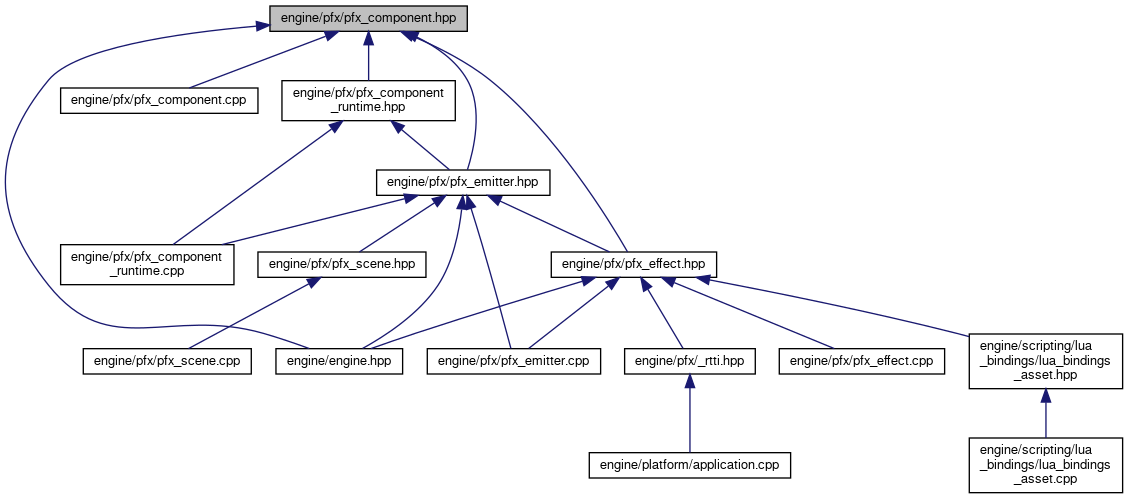 engine/pfx/pfx_component.hpp
engine/pfx/pfx_component.cpp
engine/pfx/pfx_component
_runtime.hpp
engine/pfx/pfx_emitter.hpp
engine/pfx/pfx_component
_runtime.cpp
engine/pfx/pfx_scene.hpp
engine/pfx/pfx_effect.hpp
engine/pfx/pfx_scene.cpp
engine/engine.hpp
engine/pfx/pfx_emitter.cpp
engine/pfx/_rtti.hpp
engine/pfx/pfx_effect.cpp
engine/scripting/lua
_bindings/lua_bindings
_asset.hpp
engine/platform/application.cpp
engine/scripting/lua
_bindings/lua_bindings
_asset.cpp